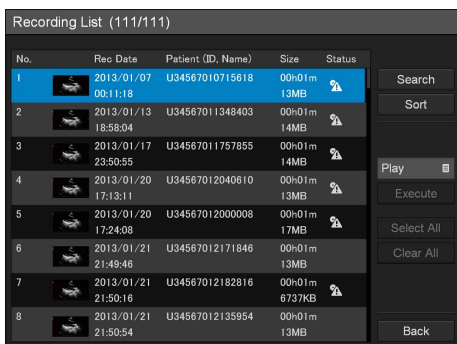 Recording List (111/111)
No. Rec Date Patient (ID, Name) Size Status
1 2013/01/07 U34567010715618 00h01m
00:11:18 13MB
2 2013/01/13 U34567011348403 00h01m
18:58:04 14MB
3 2013/01/17 U34567011757855 00h01m
23:50:55 14MB
4 2013/01/20 U34567012040610 00h01m
17:13:11 13MB
5 2013/01/20 U34567012000008 00h01m
17:24:08 17MB
6 2013/01/21 U34567012171846 00h01m
21:49:46 13MB
7 2013/01/21 U34567012182816 00h01m
21:50:16 6737KB
8 2013/01/21 U34567012135954 00h01m
21:50:54 13MB
Search
Sort
Play
Execute
Select All
Clear All
Back